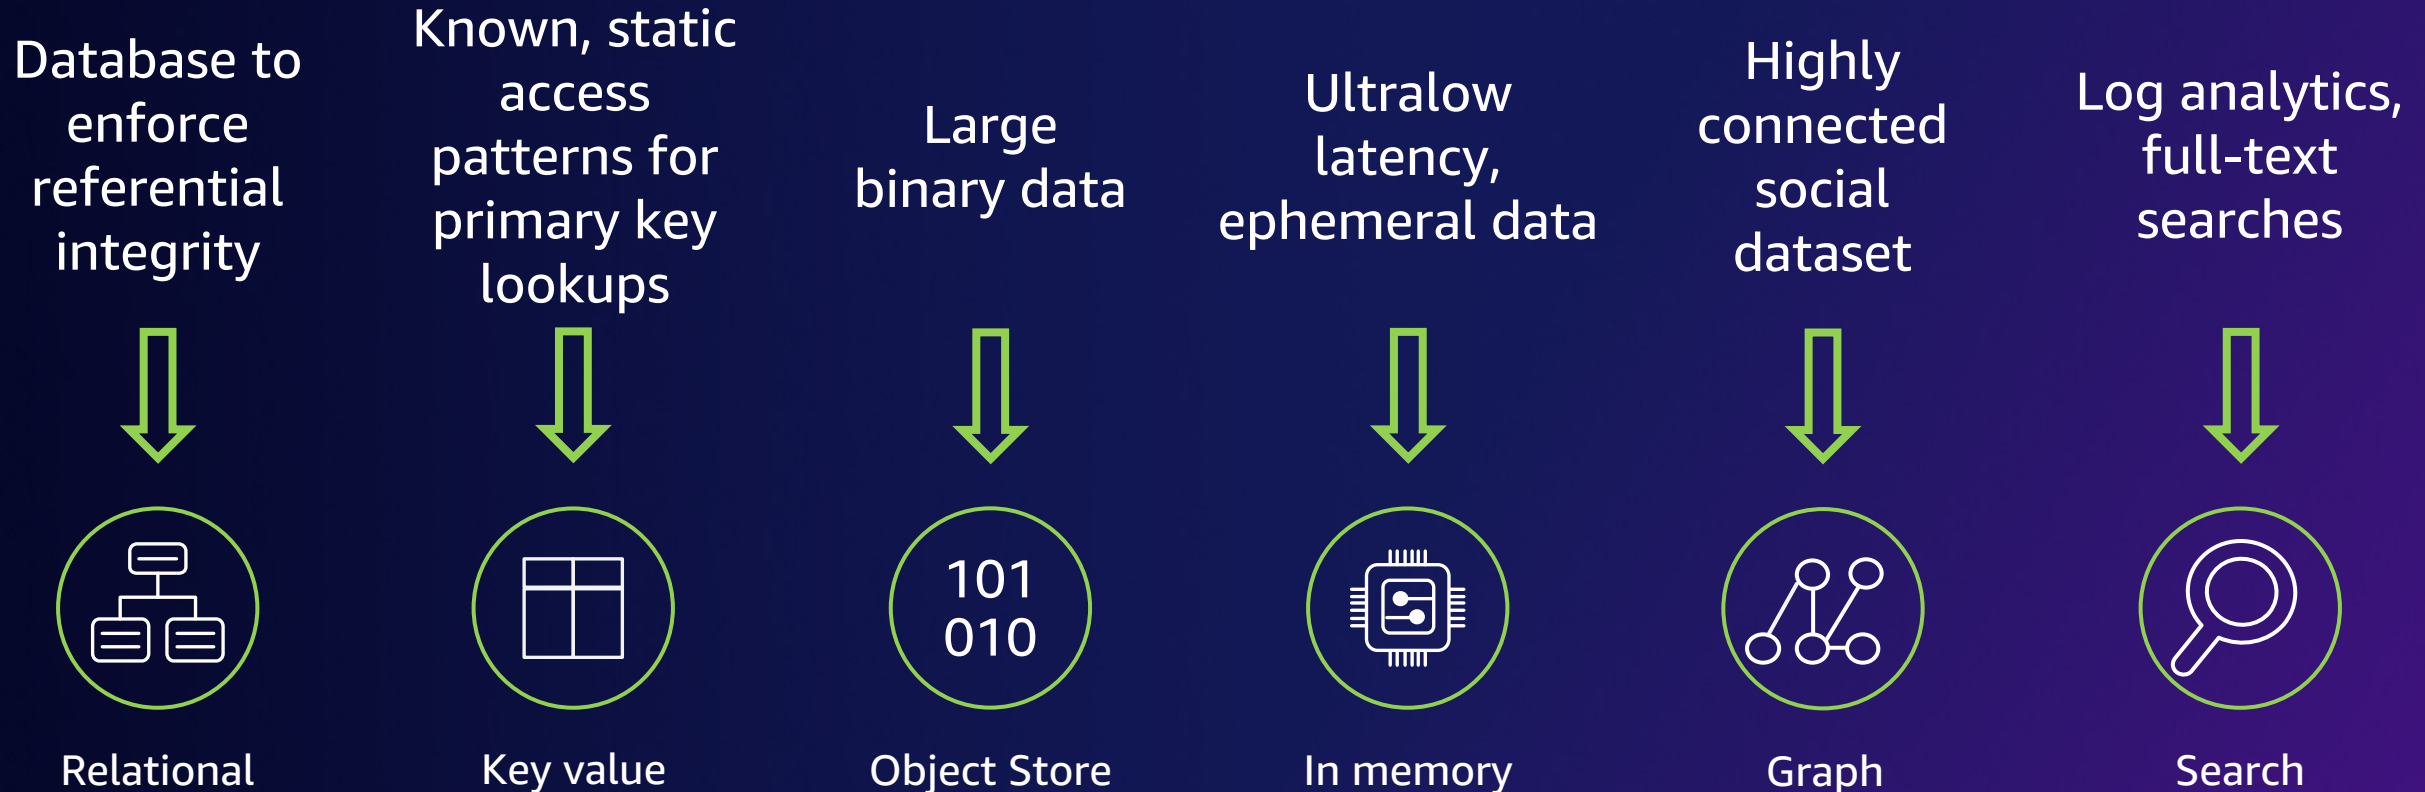 Database to
enforce
referential
integrity
Known, static
access
patterns for
primary key
lookups
Large
binary data
Ultralow
latency,
ephemeral data
Highly
connected
social
dataset
Log analytics,
full-text
searches
101
010
Relational
Key value
Object Store
In memory
Graph
Search